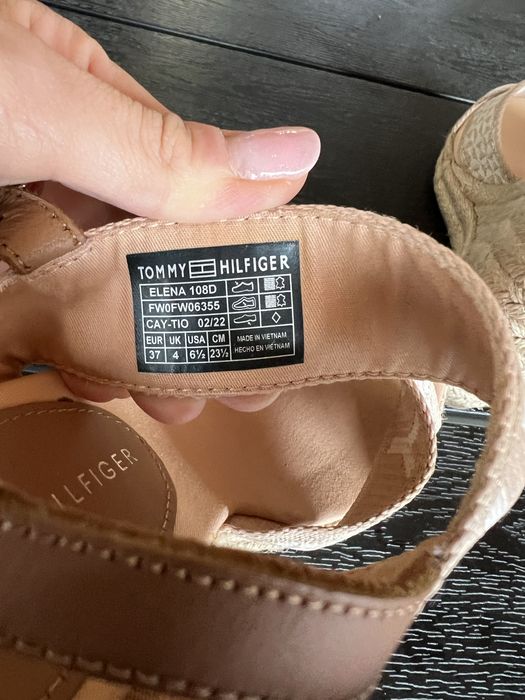 TOMMY HILFIGER
ELENA 108D
FW0FW06355
CAY-TIO 02/22
EUR UK USA CM
37 4 6½ 23½
MADE IN VIETNAM
HECHO EN VIETNAM
HILFIGER